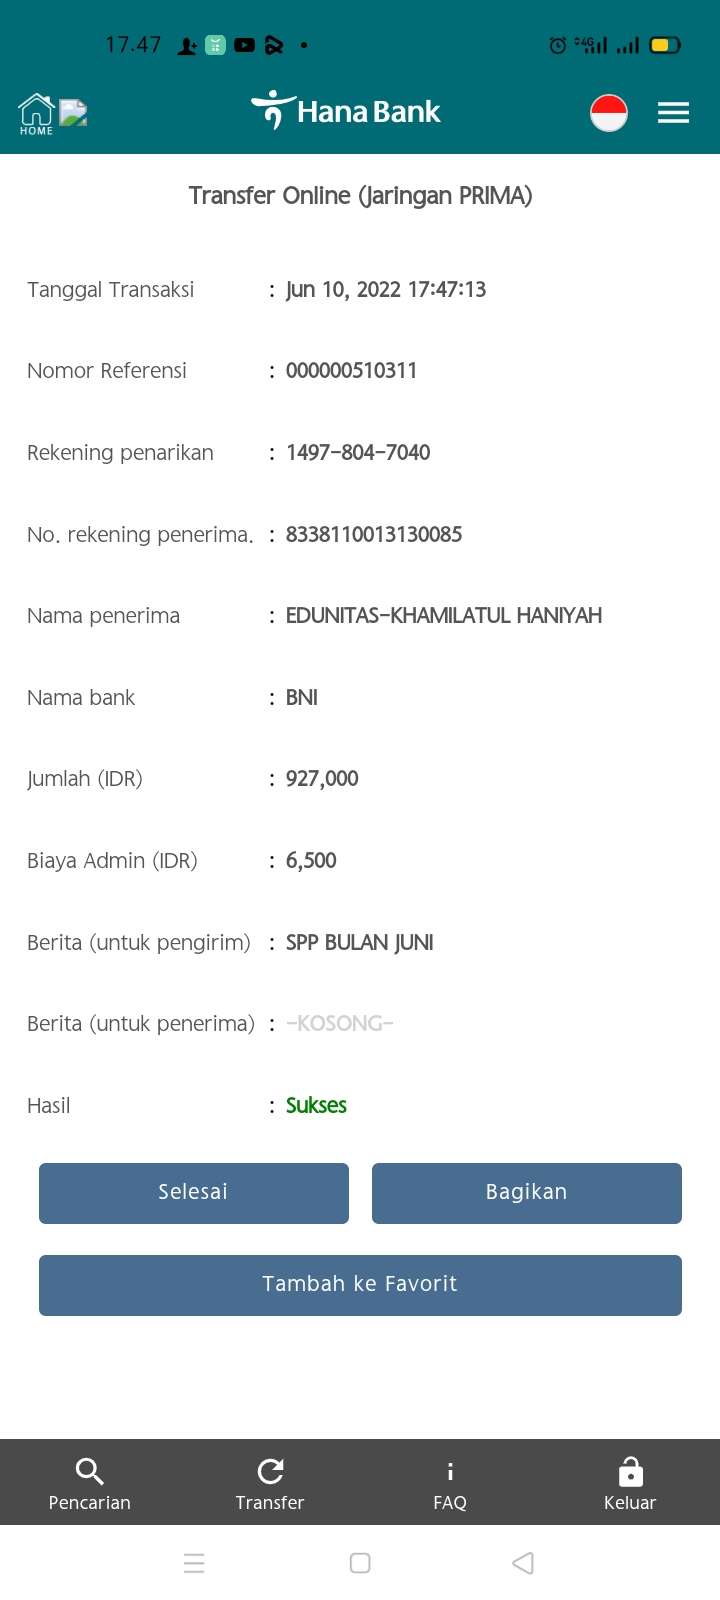 17.47
4G
HOME
Hana Bank
Transfer Online (Jaringan PRIMA)
Tanggal Transaksi : Jun 10, 2022 17:47:13
Nomor Referensi : 000000510311
Rekening penarikan : 1497-804-7040
No. rekening penerima. : 8338110013130085
Nama penerima : EDUNITAS-KHAMILATUL HANIYAH
Nama bank : BNI
Jumlah (IDR) : 927,000
Biaya Admin (IDR) : 6,500
Berita (untuk pengirim) : SPP BULAN JUNI
Berita (untuk penerima) : -KOSONG-
Hasil : Sukses
Selesai Bagikan
Tambah ke Favorit
Pencarian Transfer FAQ Keluar